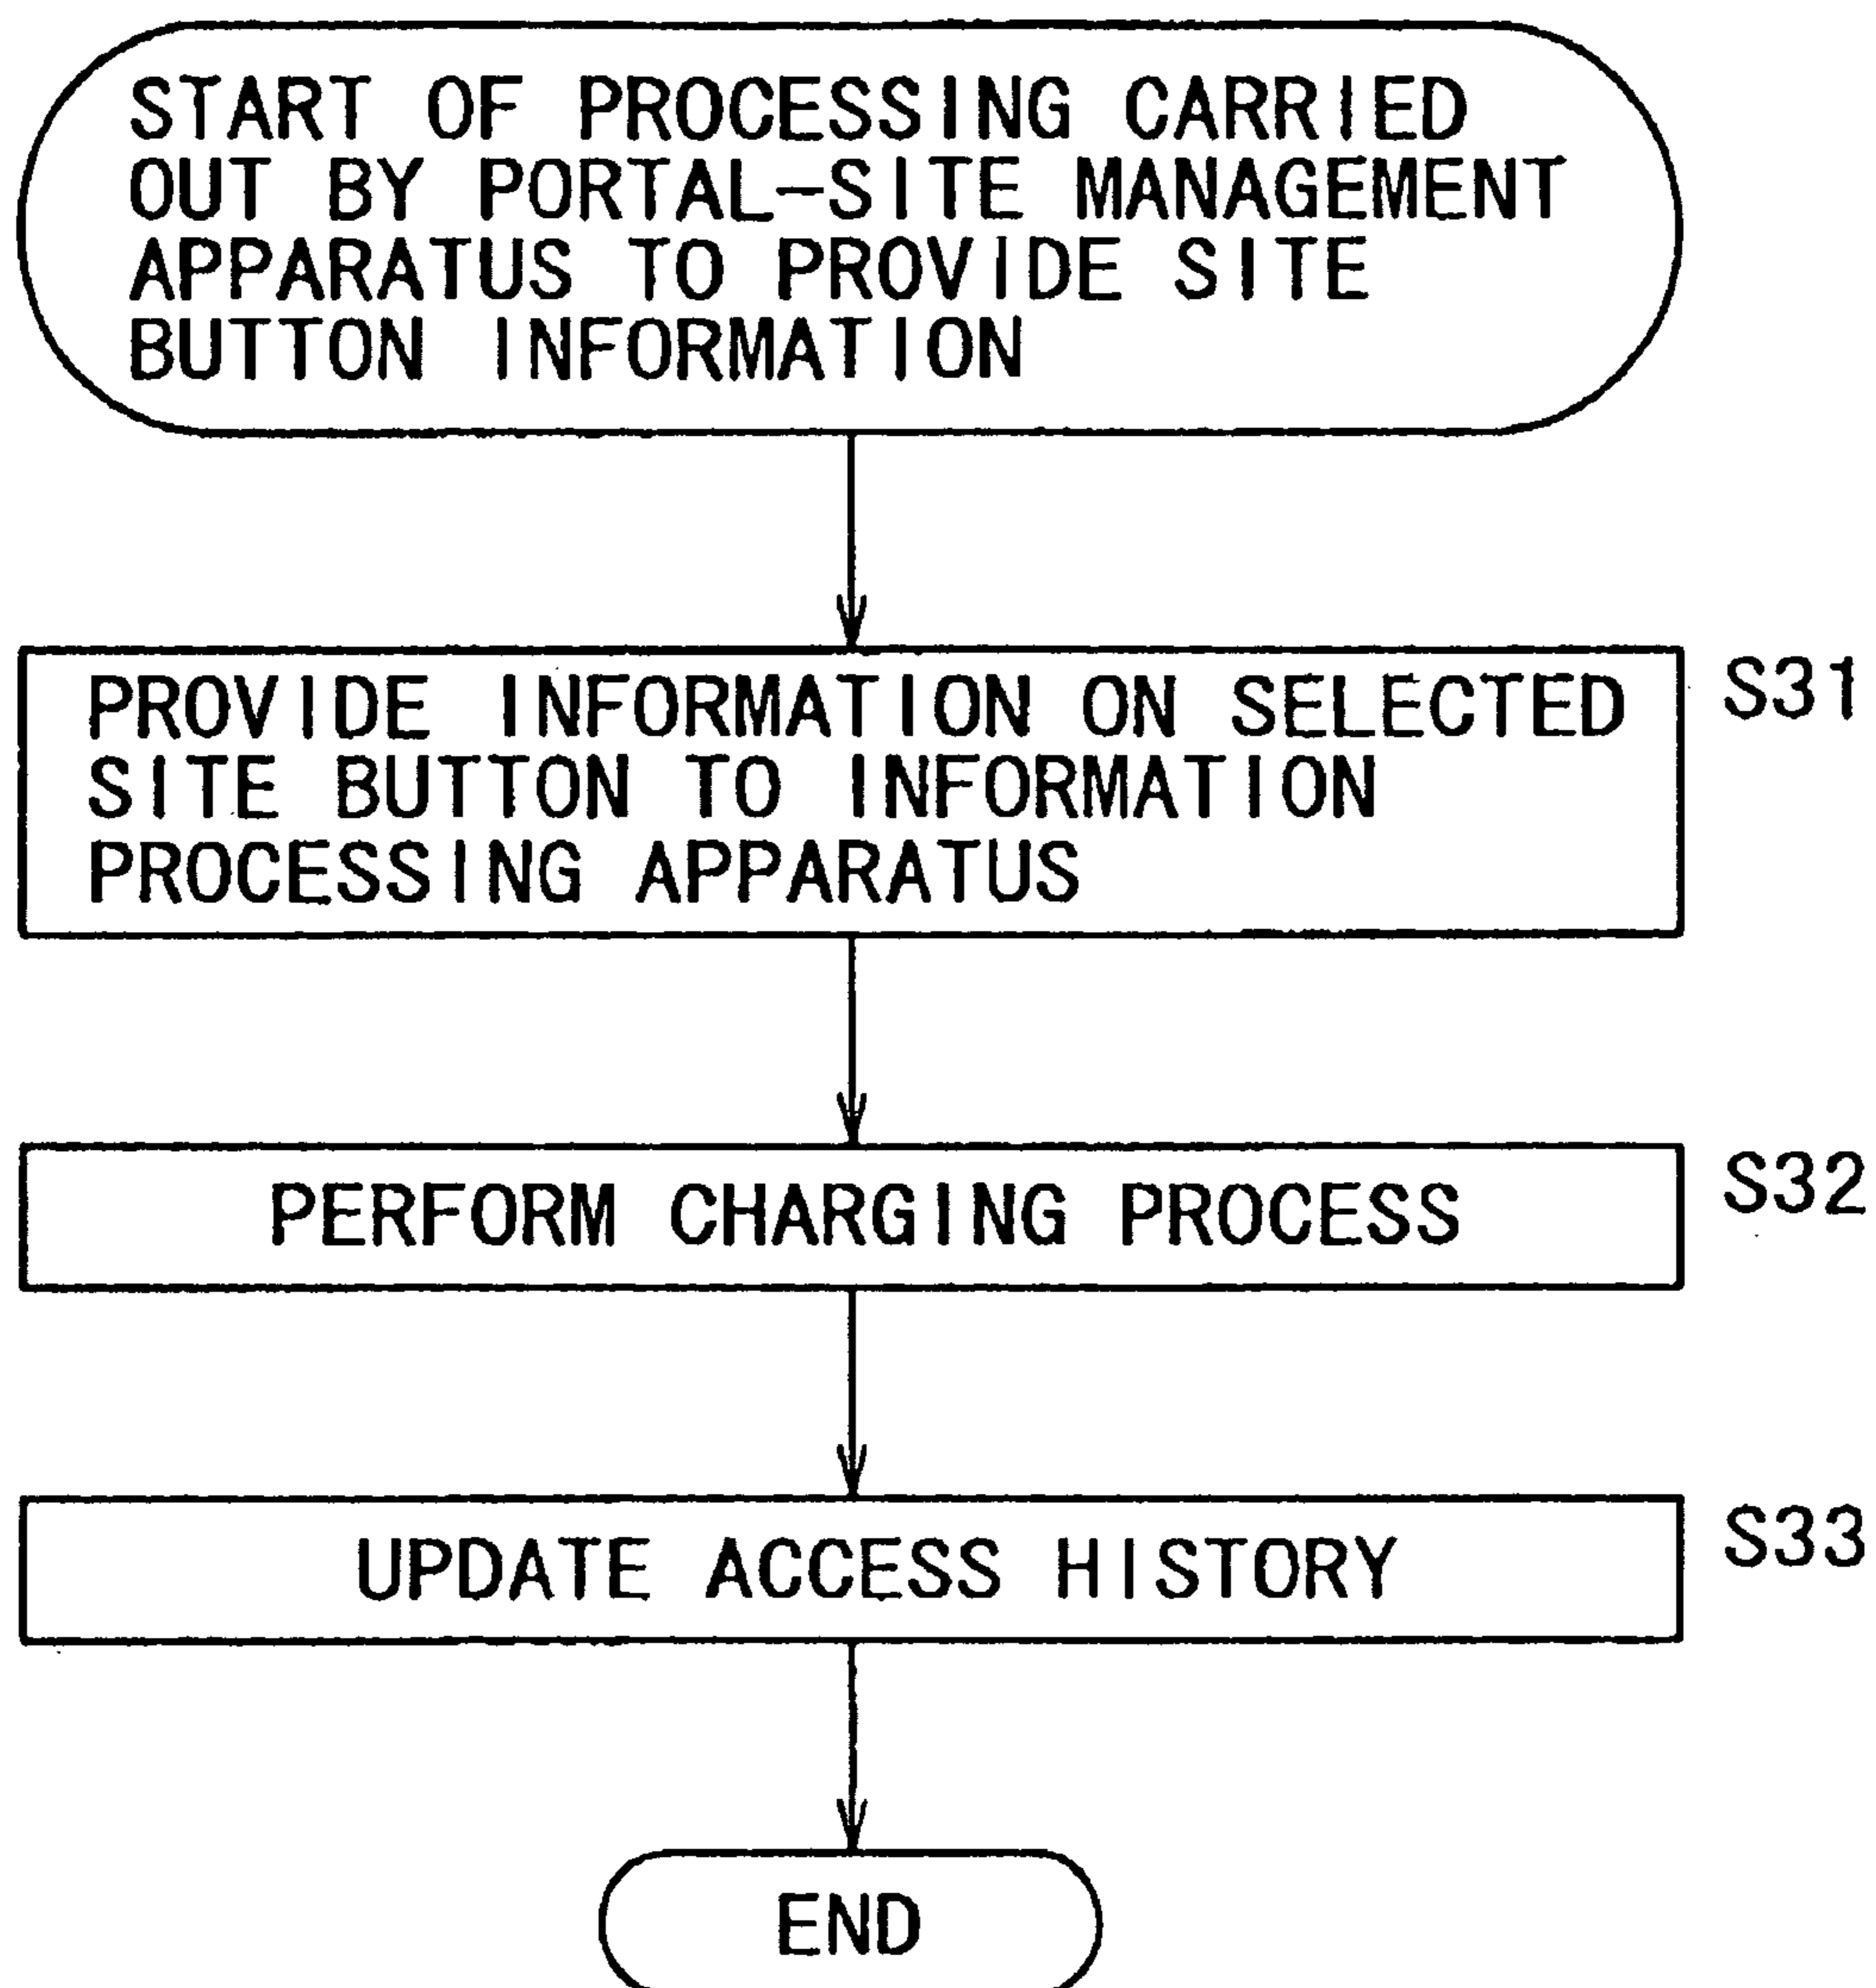 START OF PROCESSING CARRIED
OUT BY PORTAL-SITE MANAGEMENT
APPARATUS TO PROVIDE SITE
BUTTON INFORMATION
PROVIDE INFORMATION ON SELECTED
SITE BUTTON TO INFORMATION
PROCESSING APPARATUS
S31
PERFORM CHARGING PROCESS
S32
UPDATE ACCESS HISTORY
S33
END